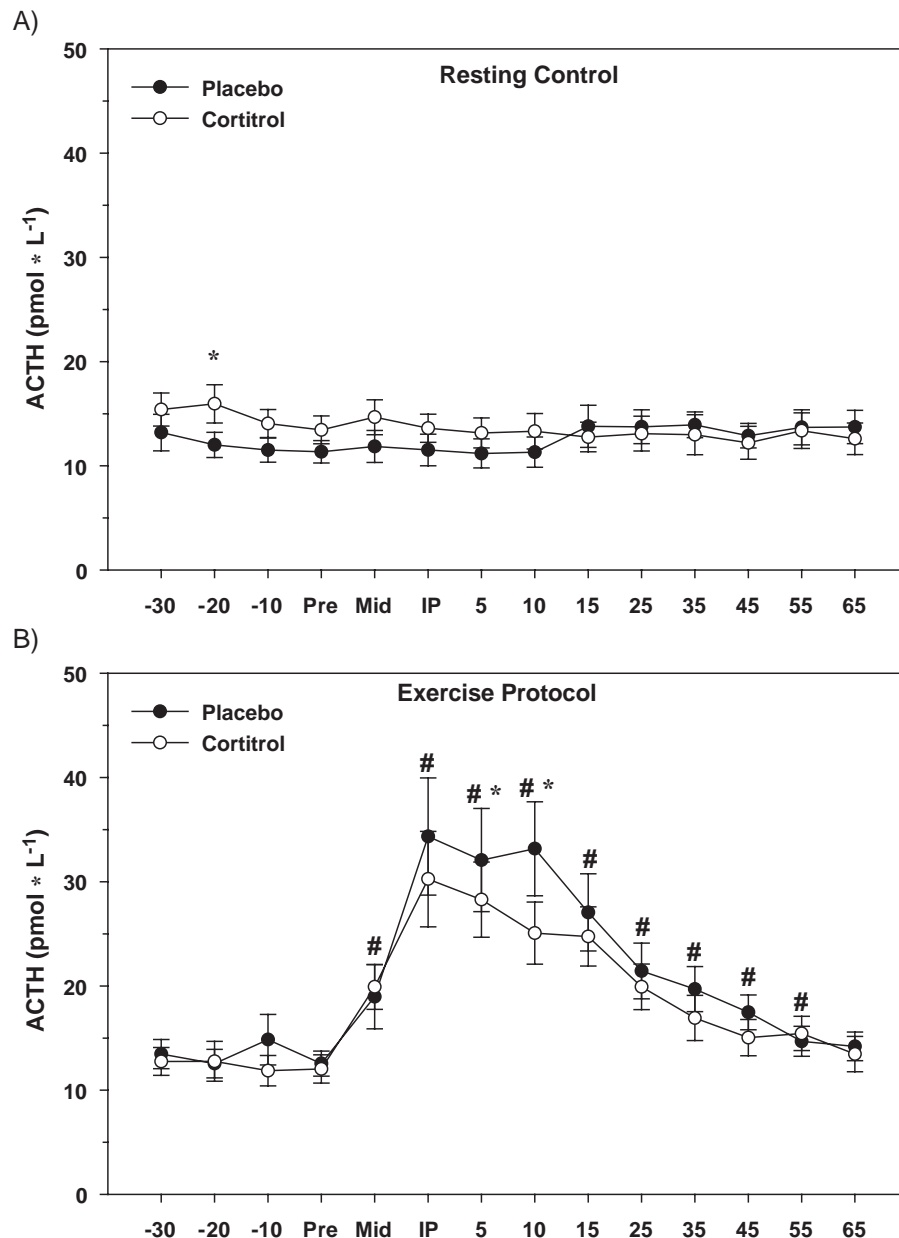 A)
50
Resting Control
Placebo
Cortitrol
40
30
ACTH (pmol * L-1)
20
*
10
0
-30 -20 -10 Pre Mid IP 5 10 15 25 35 45 55 65
B)
50
Exercise Protocol
Placebo
Cortitrol
40
# # * # *
#
30
ACTH (pmol * L-1)
# # # # #
20
10
0
-30 -20 -10 Pre Mid IP 5 10 15 25 35 45 55 65